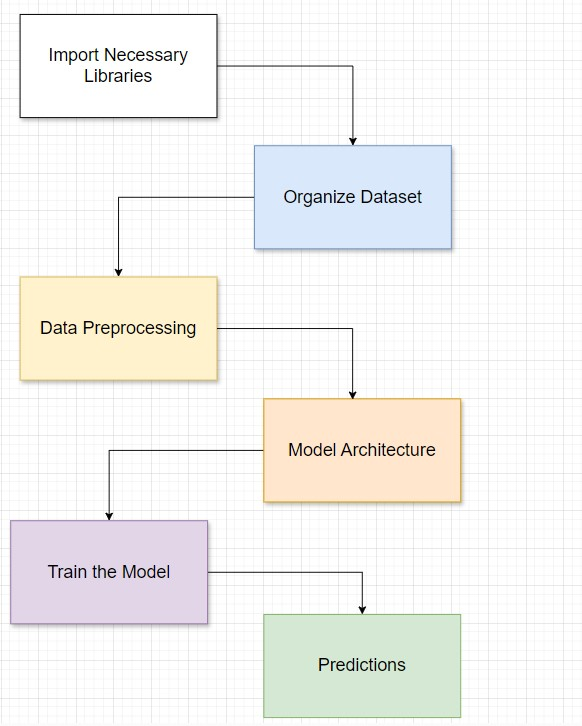 Import Necessary
Libraries
Organize Dataset
Data Preprocessing
Model Architecture
Train the Model
Predictions